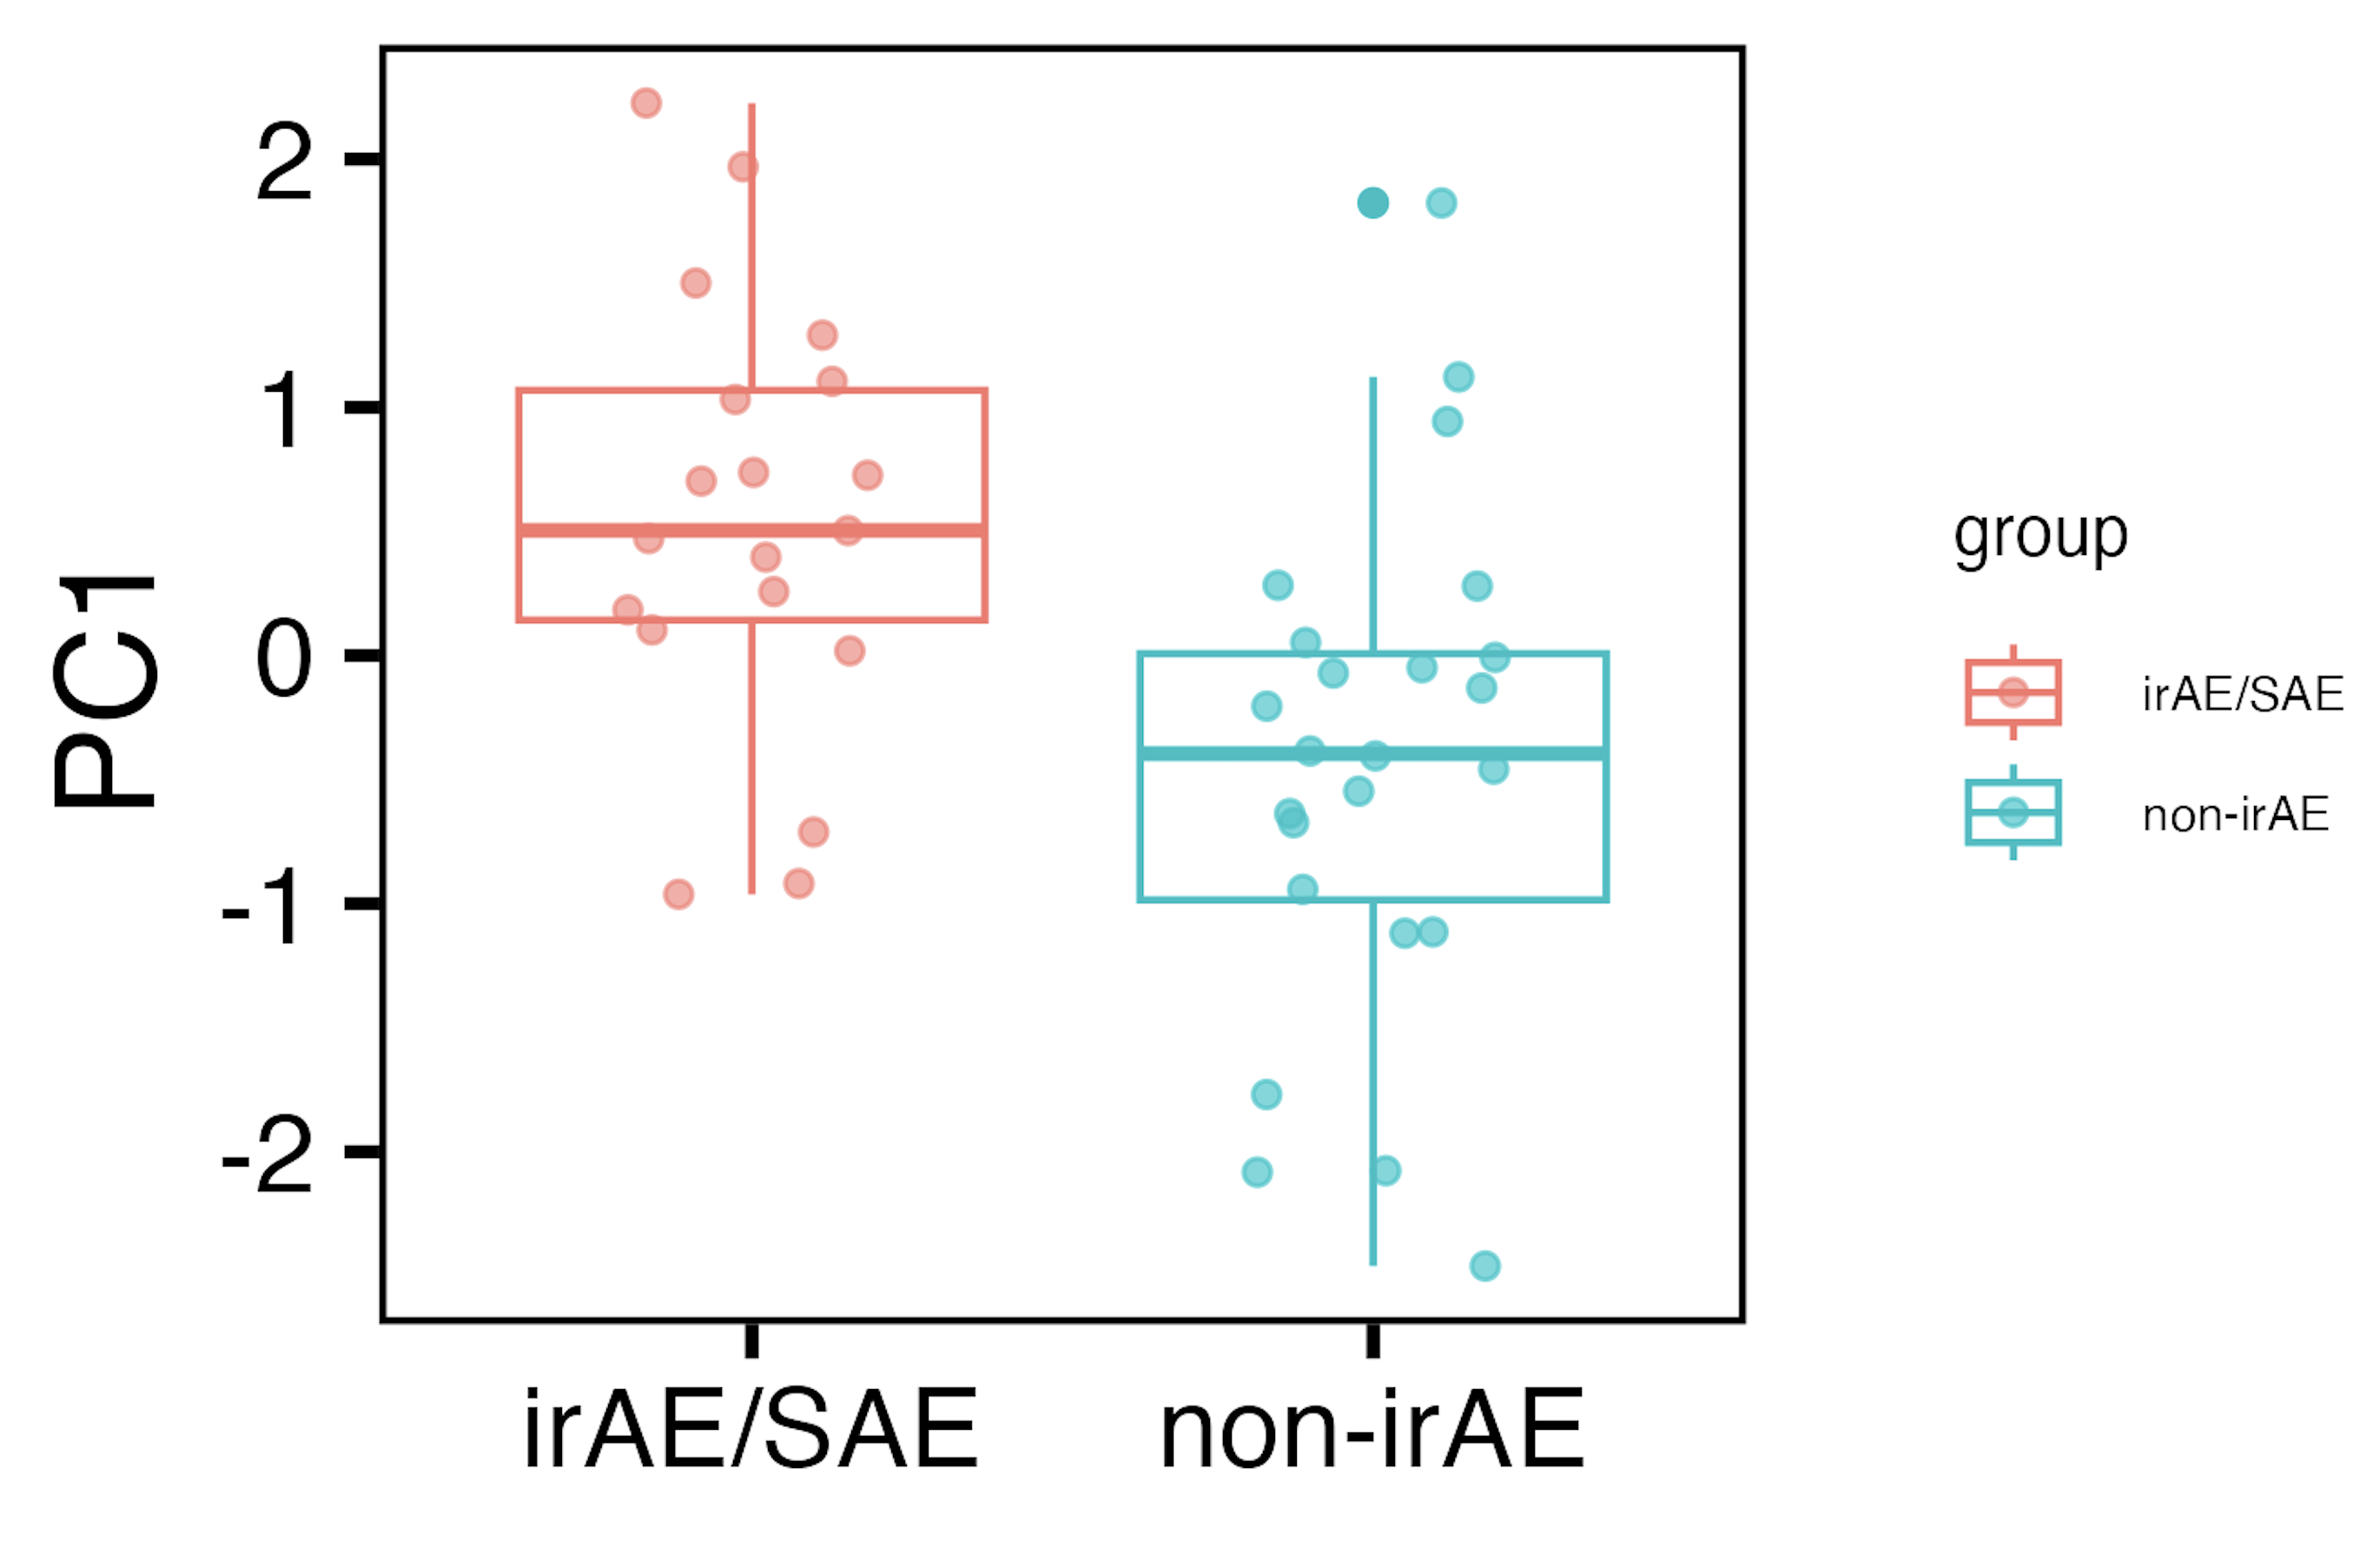 PC1
2
1
0
-1
-2
irAE/SAE
non-irAE
group
irAE/SAE
non-irAE